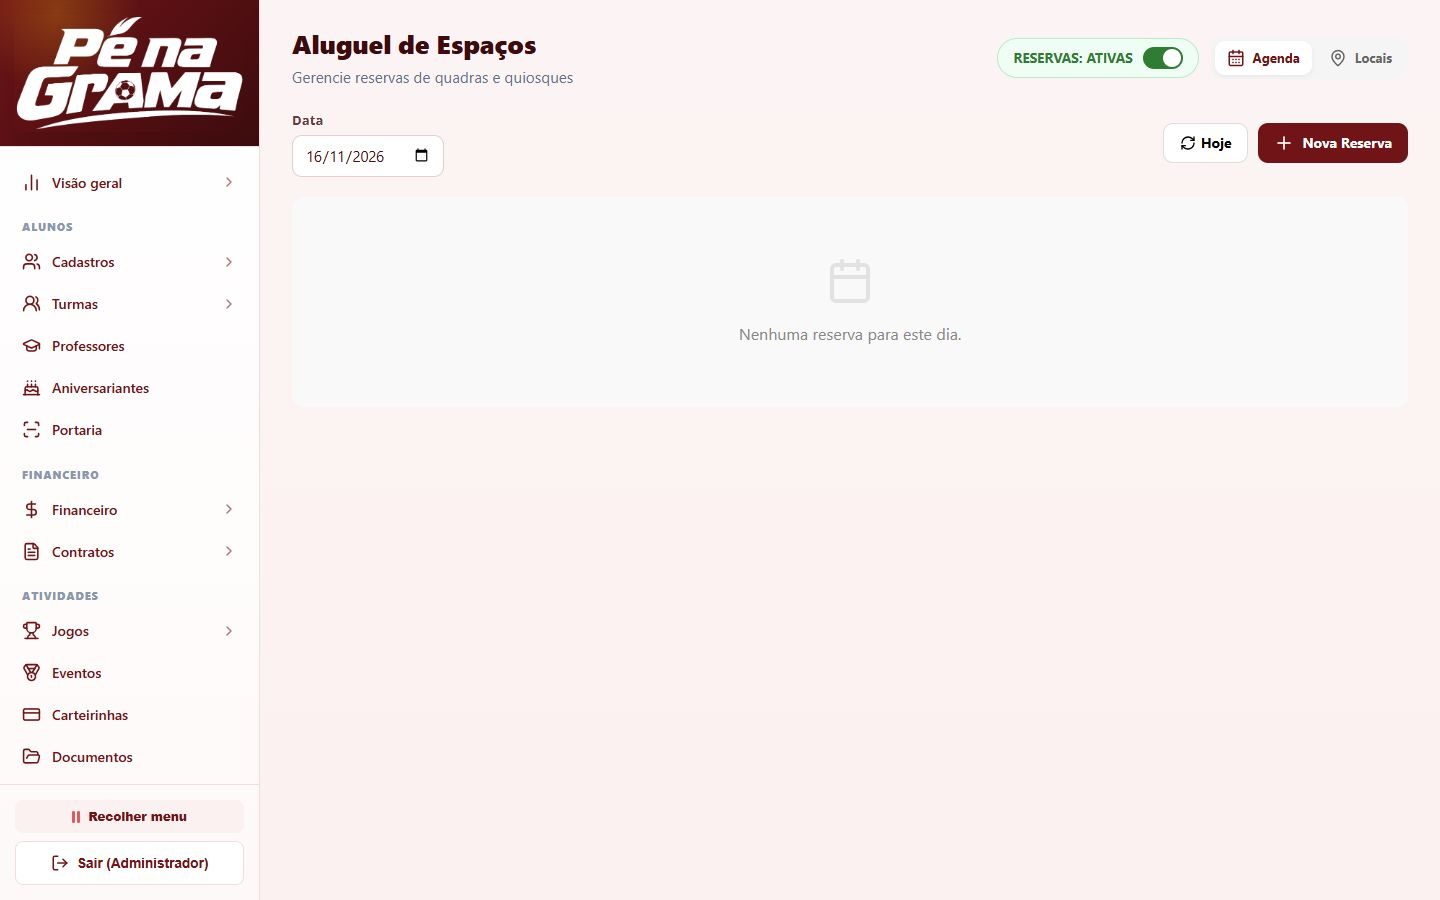 Pé na
GrAMa
Visão geral
ALUNOS
Cadastros
Turmas
Professores
Aniversariantes
Portaria
FINANCEIRO
Financeiro
Contratos
ATIVIDADES
Jogos
Eventos
Carteirinhas
Documentos
Recolher menu
Sair (Administrador)
Aluguel de Espaços
Gerencie reservas de quadras e quiosques
RESERVAS: ATIVAS
Agenda
Locais
Data
16/11/2026
Hoje
Nova Reserva
Nenhuma reserva para este dia.